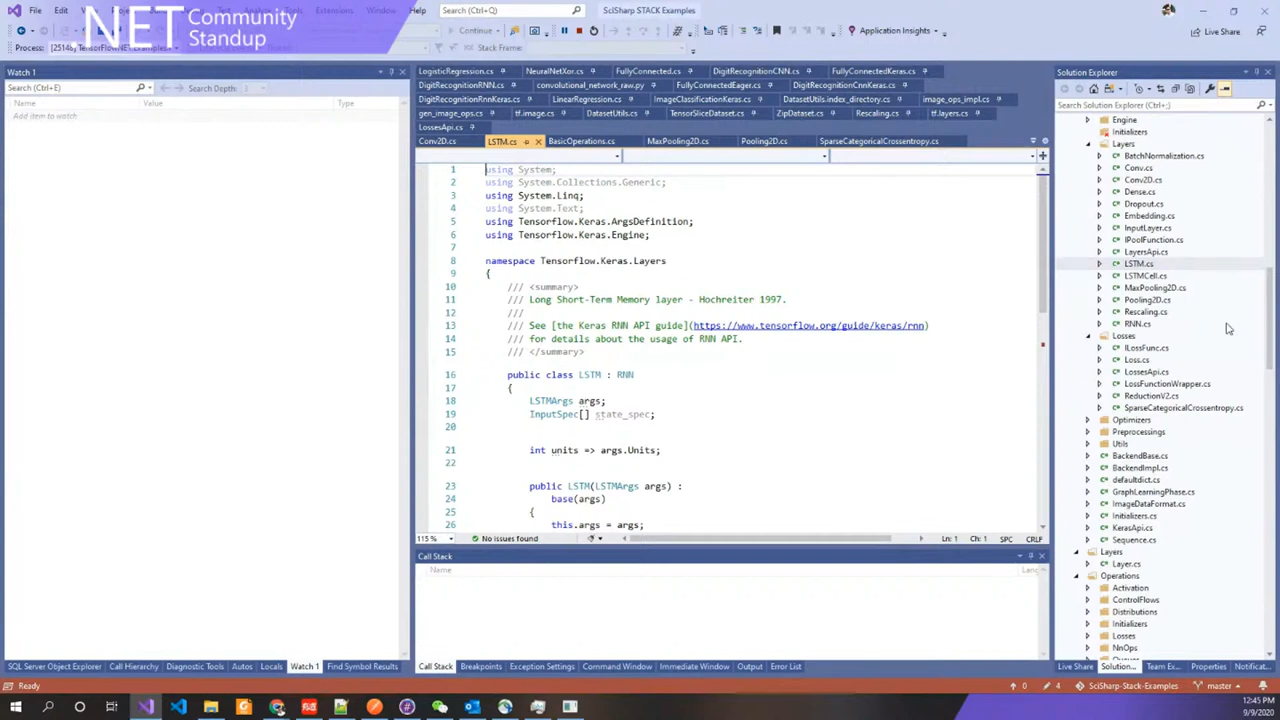 .NET Community
Standup
File Edit
Extensions Window Help Search (Ctrl+Q) SciSharp STACK Examples
Continue Application Insights Live Share
Process: [25146] TensorFlowNET.Examples Stack Frame:
Watch 1
Search (Ctrl+E) Search Depth:
Name Value Type
Add item to watch
LogisticRegression.cs NeuralNetXor.cs FullyConnected.cs DigitRecognitionCNN.cs FullyConnectedKeras.cs
DigitRecognitionRNN.cs convolutional_network_raw.py FullyConnectedEager.cs DigitRecognitionCnnKeras.cs
DigitRecognitionRnnKeras.cs LinearRegression.cs ImageClassificationKeras.cs DatasetUtils.index_directory.cs image_ops_impl.cs
gen_image_ops.cs tf.image.cs DatasetUtils.cs TensorSliceDataset.cs ZipDataset.cs Rescaling.cs tf.layers.cs
LossesApi.cs
Conv2D.cs LSTM.cs BasicOperations.cs MaxPooling2D.cs Pooling2D.cs SparseCategoricalCrossentropy.cs
1 using System;
2 using System.Collections.Generic;
3 using System.Linq;
4 using System.Text;
5 using Tensorflow.Keras.ArgsDefinition;
6 using Tensorflow.Keras.Engine;
7
8 namespace Tensorflow.Keras.Layers
9 {
10 /// <summary>
11 /// Long Short-Term Memory layer - Hochreiter 1997.
12 ///
13 /// See [the Keras RNN API guide](https://www.tensorflow.org/guide/keras/rnn)
14 /// for details about the usage of RNN API.
15 /// </summary>
16 public class LSTM : RNN
17 {
18 LSTMArgs args;
19 InputSpec[] state_spec;
20
21 int units => args.Units;
22
23 public LSTM(LSTMArgs args) :
24 base(args)
25 {
26 this.args = args;
115 % No issues found Ln: 1 Ch: 1 SPC CRLF
Call Stack
Name Lang
Solution Explorer
Search Solution Explorer (Ctrl+;)
Engine
Initializers
Layers
BatchNormalization.cs
Conv.cs
Conv2D.cs
Dense.cs
Dropout.cs
Embedding.cs
InputLayer.cs
IPoolFunction.cs
LayersApi.cs
LSTM.cs
LSTMCell.cs
MaxPooling2D.cs
Pooling2D.cs
Rescaling.cs
RNN.cs
Losses
ILossFunc.cs
Loss.cs
LossesApi.cs
LossFunctionWrapper.cs
ReductionV2.cs
SparseCategoricalCrossentropy.cs
Optimizers
Preprocessings
Utils
BackendBase.cs
BackendImpl.cs
defaultdict.cs
GraphLearningPhase.cs
ImageDataFormat.cs
Initializers.cs
KerasApi.cs
Sequence.cs
Layers
Layer.cs
Operations
Activation
ControlFlows
Distributions
Initializers
Losses
NnOps
SQL Server Object Explorer Call Hierarchy Diagnostic Tools Autos Locals Watch 1 Find Symbol Results
Call Stack Breakpoints Exception Settings Command Window Immediate Window Output Error List
Live Share Solution... Team Ex... Properties Notificat...
Ready 0 4 SciSharp-Stack-Examples master
12:45 PM
9/9/2020